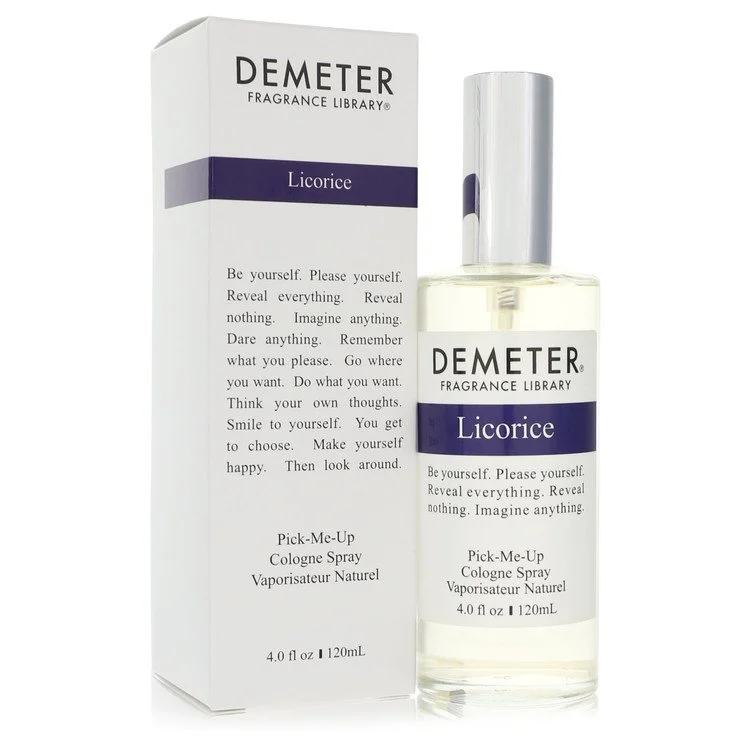 DEMETER
FRAGRANCE LIBRARY®
Licorice
Be yourself. Please yourself.
Reveal everything. Reveal
nothing. Imagine anything.
Dare anything. Remember
what you please. Go where
you want. Do what you want.
Think your own thoughts.
Smile to yourself. You get
to choose. Make yourself
happy. Then look around.
Pick-Me-Up
Cologne Spray
Vaporisateur Naturel
4.0 fl oz I 120mL
DEMETER®
FRAGRANCE LIBRARY
Licorice
Be yourself. Please yourself.
Reveal everything. Reveal
nothing. Imagine anything.
Pick-Me-Up
Cologne Spray
Vaporisateur Naturel
4.0 fl oz I 120mL